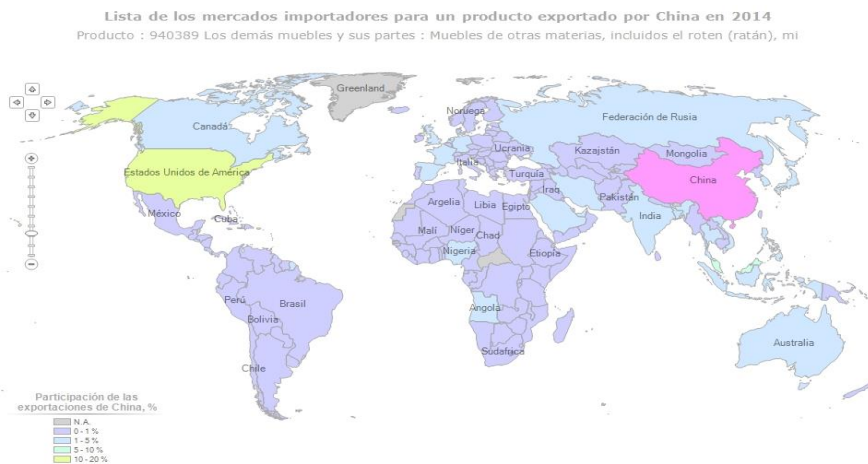 Lista de los mercados importadores para un producto exportado por China en 2014
Producto : 940389 Los demás muebles y sus partes : Muebles de otras materias, incluidos el roten (ratán), mi
Greenland
Noruega
Federación de Rusia
Canadá
Ucrania
Kazajstán
Mongolia
Italia
Estados Unidos de América
Turquía
China
Iraq
Pakistán
Argelia
Libia
Egipto
México
Cuba
India
Malí
Níger
Chad
Nigeria
Etiopía
Perú
Brasil
Angola
Bolivia
Australia
Sudafrica
Chile
Participación de las
exportaciones de China, %
N.A.
0 - 1 %
1 - 5 %
5 - 10 %
10 - 20 %